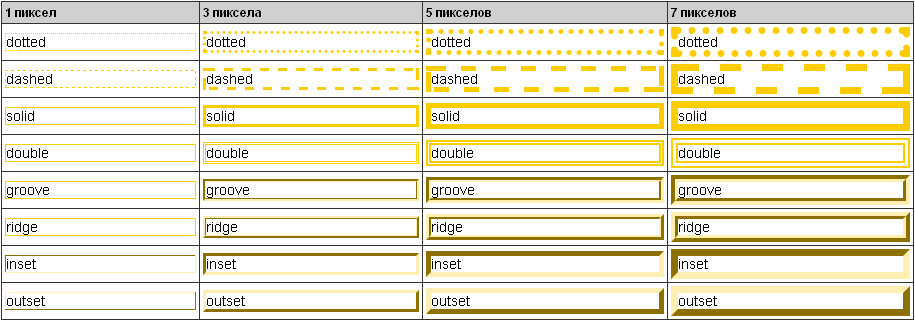 1 пиксел 3 пиксела 5 пикселов 7 пикселов
dotted dotted dotted dotted
dashed dashed dashed dashed
solid solid solid solid
double double double double
groove groove groove groove
ridge ridge ridge ridge
inset inset inset inset
outset outset outset outset